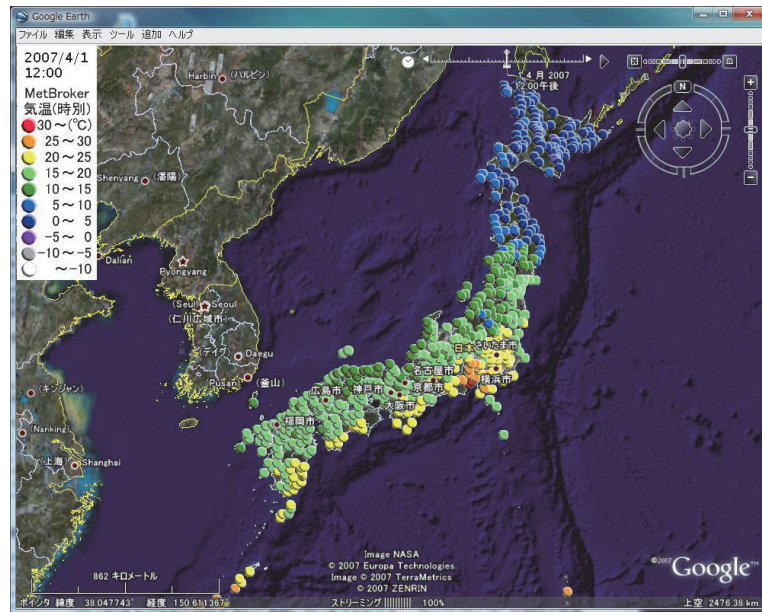 Google Earth
ファイル 編集 表示 ツール 追加 ヘルプ
2007/4/1
12:00
MetBroker
気温(時別)
30~(℃)
25~30
20~25
15~20
10~15
5~10
0~ 5
-5~ 0
-10~-5
~-10
4 月 2007
12:00午後
N
Harbin
(ハルビン)
Shenyang
(瀋陽)
Dalian
Pyongyang
(Seul)
Seoul
(仁川広域市)
(テイグ)
Daegu
(Pusan)
(釜山)
(キンジャン)
(Nanking)
(上海)
Shanghai
日本
さいたま市
名古屋市
横浜市
京都市
広島市
神戸市
大阪市
福岡市
862 キロメートル
Image NASA
© 2007 Europa Technologies
Image © 2007 TerraMetrics
© 2007 ZENRIN
©2007 Google™
ポインタ 緯度 38.047743° 経度 150.611367°
ストリーミング 100%
上空 2476.38 km